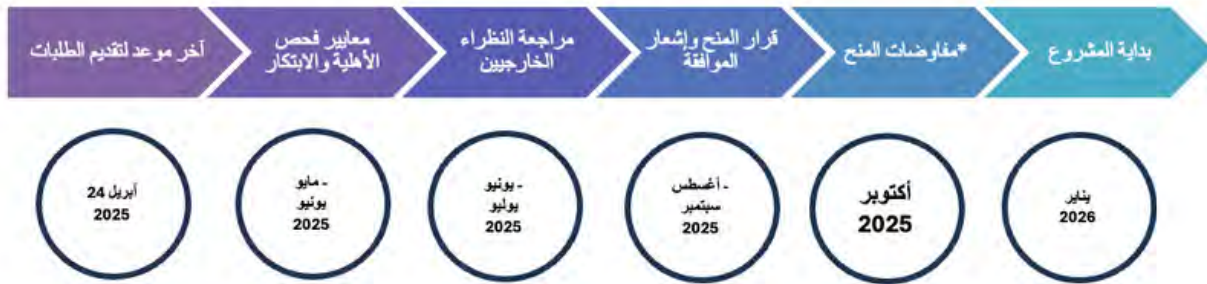 آخر موعد لتقديم الطلبات
معايير فحص
الأهلية والابتكار
مراجعة النظراء
الخارجيين
قرار المنح وإشعار
الموافقة
*مفاوضات المنح
بداية المشروع
أبريل 24
2025
- مايو
يونيو
2025
- يونيو
يوليو
2025
- أغسطس
سبتمبر
2025
أكتوبر
2025
يناير
2026